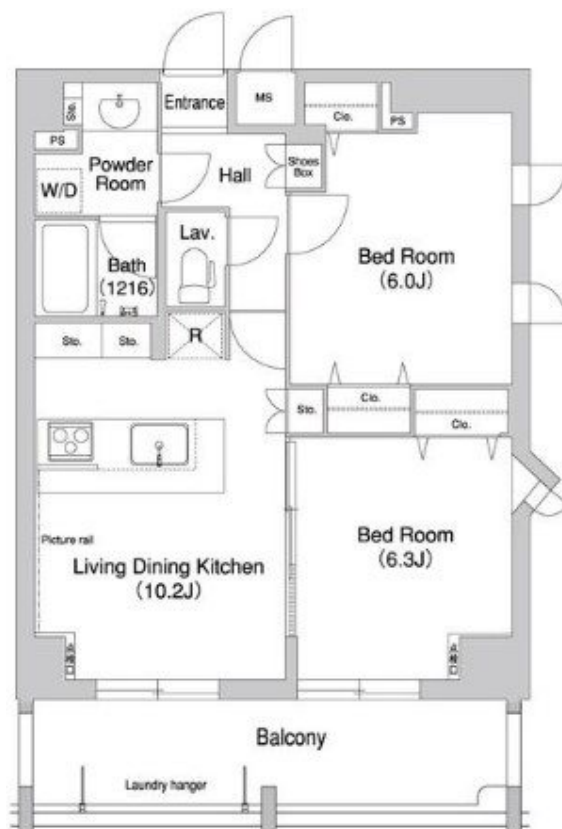 Sto.
Entrance
MS
Clo.
PS
PS
Powder
Room
Hall
Shoes
Box
W/D
Lav.
Bath
(1216)
Bed Room
(6.0J)
Sto.
Sto.
R
Sto.
Clo.
Clo.
Picture rail
Living Dining Kitchen
(10.2J)
Bed Room
(6.3J)
Balcony
Laundry hanger